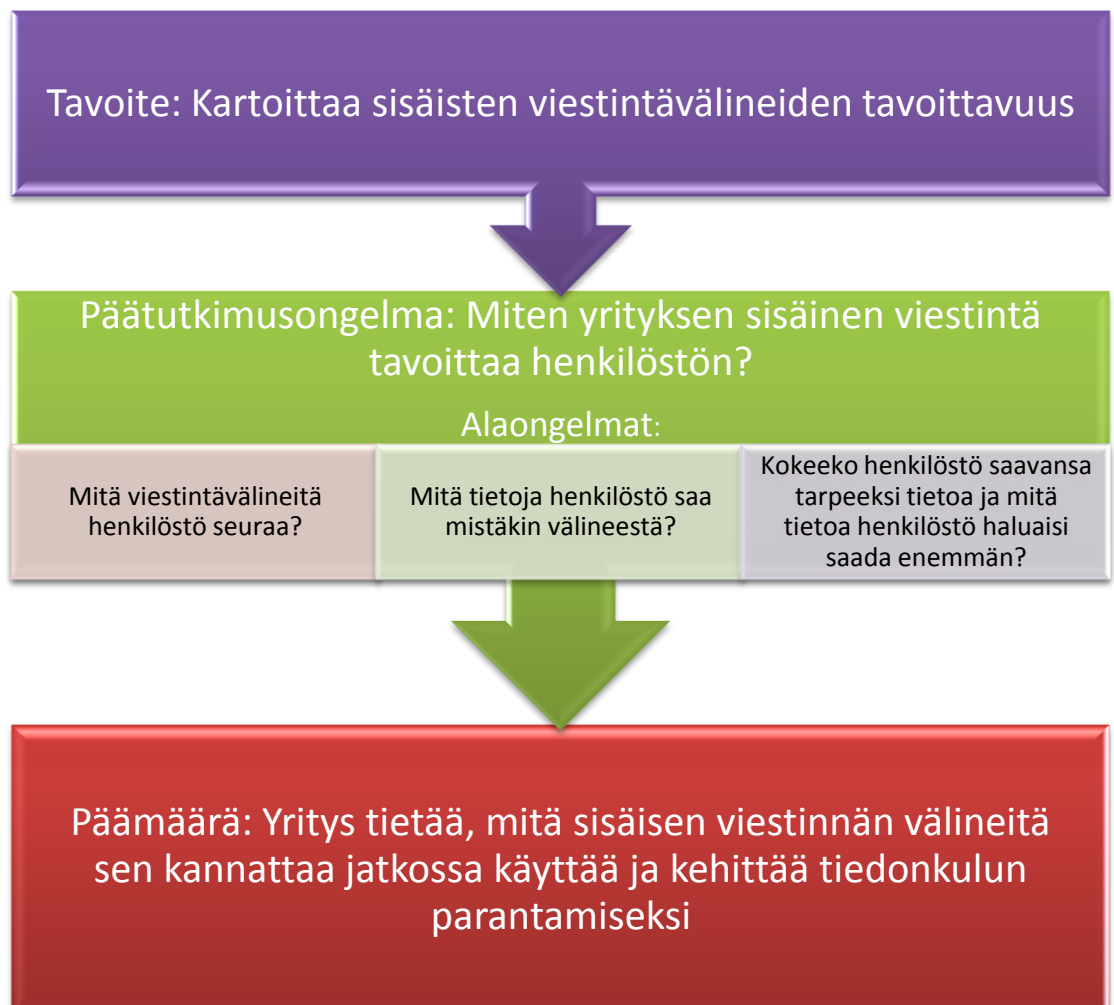 Tavoite: Kartoittaa sisäisten viestintävälineiden tavoittavuus
Päätutkimusongelma: Miten yrityksen sisäinen viestintä
tavoittaa henkilöstön?
Alaongelmat:
Mitä viestintävälineitä
henkilöstö seuraa?
Mitä tietoja henkilöstö saa
mistäkin välineestä?
Kokeeko henkilöstö saavansa
tarpeeksi tietoa ja mitä
tietoa henkilöstö haluaisi
saada enemmän?
Päämäärä: Yritys tietää, mitä sisäisen viestinnän välineitä
sen kannattaa jatkossa käyttää ja kehittää tiedonkulun
parantamiseksi